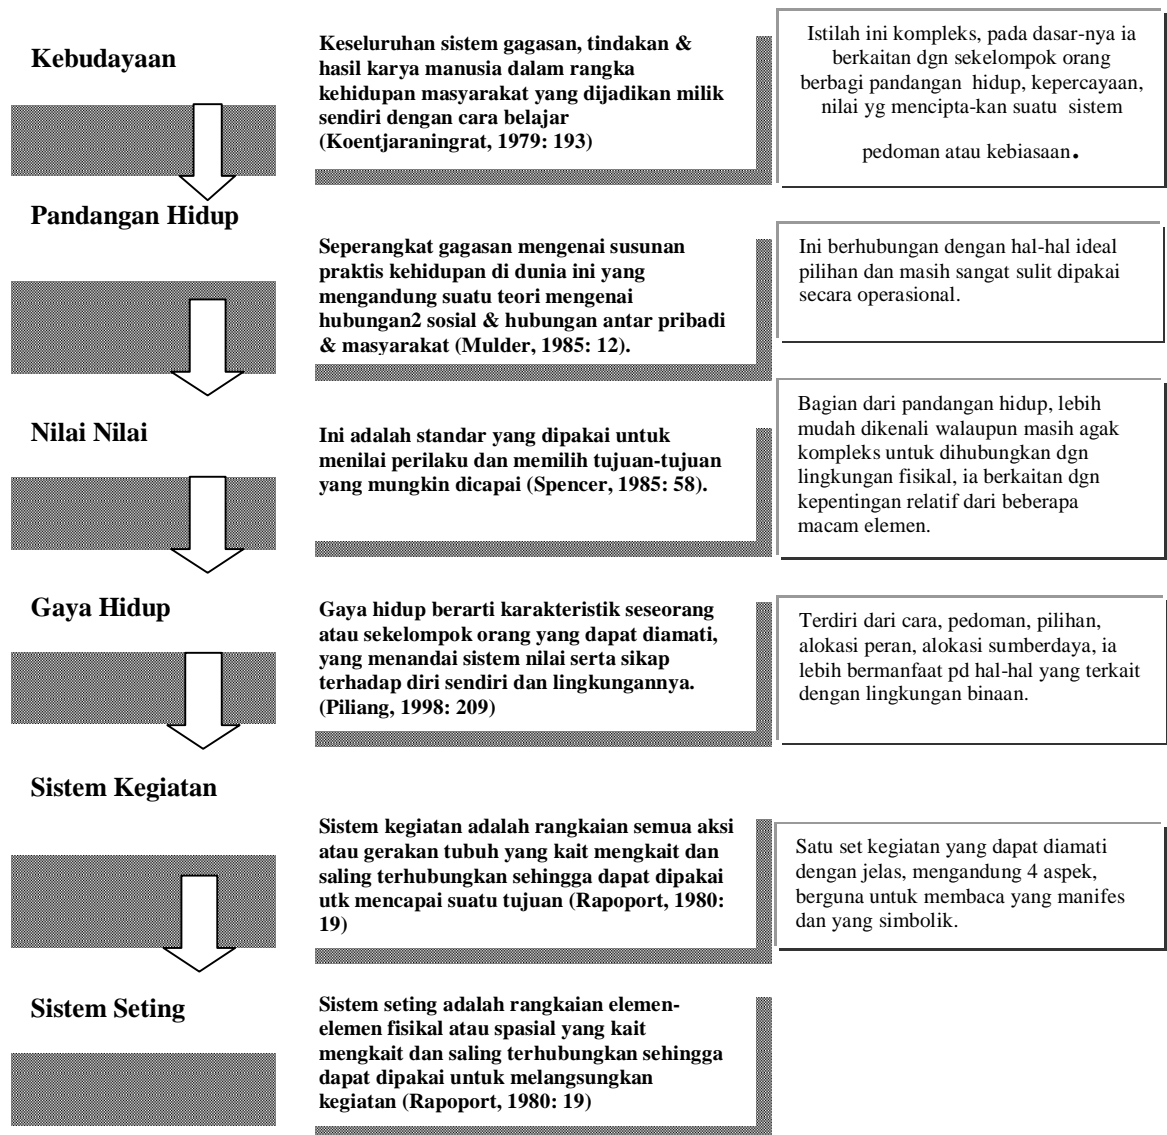 Kebudayaan
Keseluruhan sistem gagasan, tindakan &
hasil karya manusia dalam rangka
kehidupan masyarakat yang dijadikan milik
sendiri dengan cara belajar
(Koentjaraningrat, 1979: 193)
Istilah ini kompleks, pada dasar-nya ia
berkaitan dgn sekelompok orang
berbagi pandangan hidup, kepercayaan,
nilai yg mencipta-kan suatu sistem
pedoman atau kebiasaan.
Pandangan Hidup
Seperangkat gagasan mengenai susunan
praktis kehidupan di dunia ini yang
mengandung suatu teori mengenai
hubungan2 sosial & hubungan antar pribadi
& masyarakat (Mulder, 1985: 12).
Ini berhubungan dengan hal-hal ideal
pilihan dan masih sangat sulit dipakai
secara operasional.
Nilai Nilai
Ini adalah standar yang dipakai untuk
menilai perilaku dan memilih tujuan-tujuan
yang mungkin dicapai (Spencer, 1985: 58).
Bagian dari pandangan hidup, lebih
mudah dikenali walaupun masih agak
kompleks untuk dihubungkan dgn
lingkungan fisikal, ia berkaitan dgn
kepentingan relatif dari beberapa
macam elemen.
Gaya Hidup
Gaya hidup berarti karakteristik seseorang
atau sekelompok orang yang dapat diamati,
yang menandai sistem nilai serta sikap
terhadap diri sendiri dan lingkungannya.
(Piliang, 1998: 209)
Terdiri dari cara, pedoman, pilihan,
alokasi peran, alokasi sumberdaya, ia
lebih bermanfaat pd hal-hal yang terkait
dengan lingkungan binaan.
Sistem Kegiatan
Sistem kegiatan adalah rangkaian semua aksi
atau gerakan tubuh yang kait mengkait dan
saling terhubungkan sehingga dapat dipakai
utk mencapai suatu tujuan (Rapoport, 1980:
19)
Satu set kegiatan yang dapat diamati
dengan jelas, mengandung 4 aspek,
berguna untuk membaca yang manifes
dan yang simbolik.
Sistem Seting
Sistem seting adalah rangkaian elemen-
elemen fisikal atau spasial yang kait
mengkait dan saling terhubungkan sehingga
dapat dipakai untuk melangsungkan
kegiatan (Rapoport, 1980: 19)